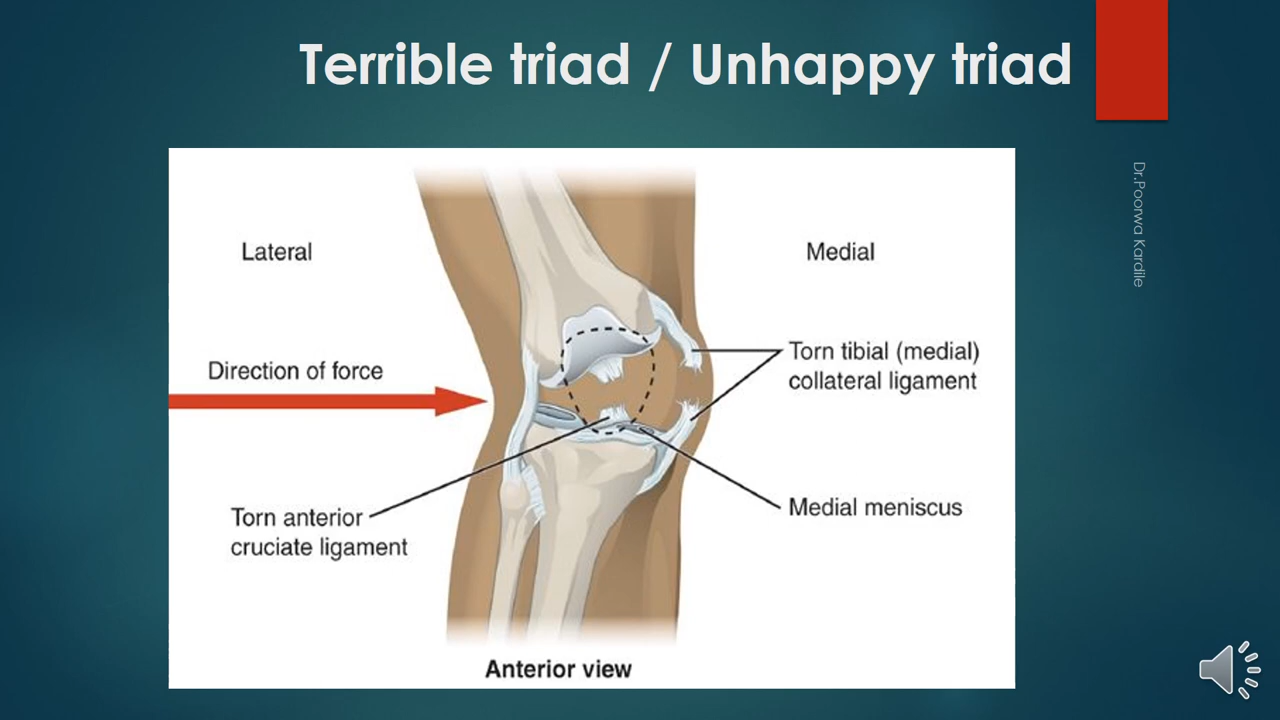 Terrible triad / Unhappy triad
Dr.Poorwa Kardile
Lateral
Medial
Direction of force
Torn tibial (medial)
collateral ligament
Torn anterior
cruciate ligament
Medial meniscus
Anterior view